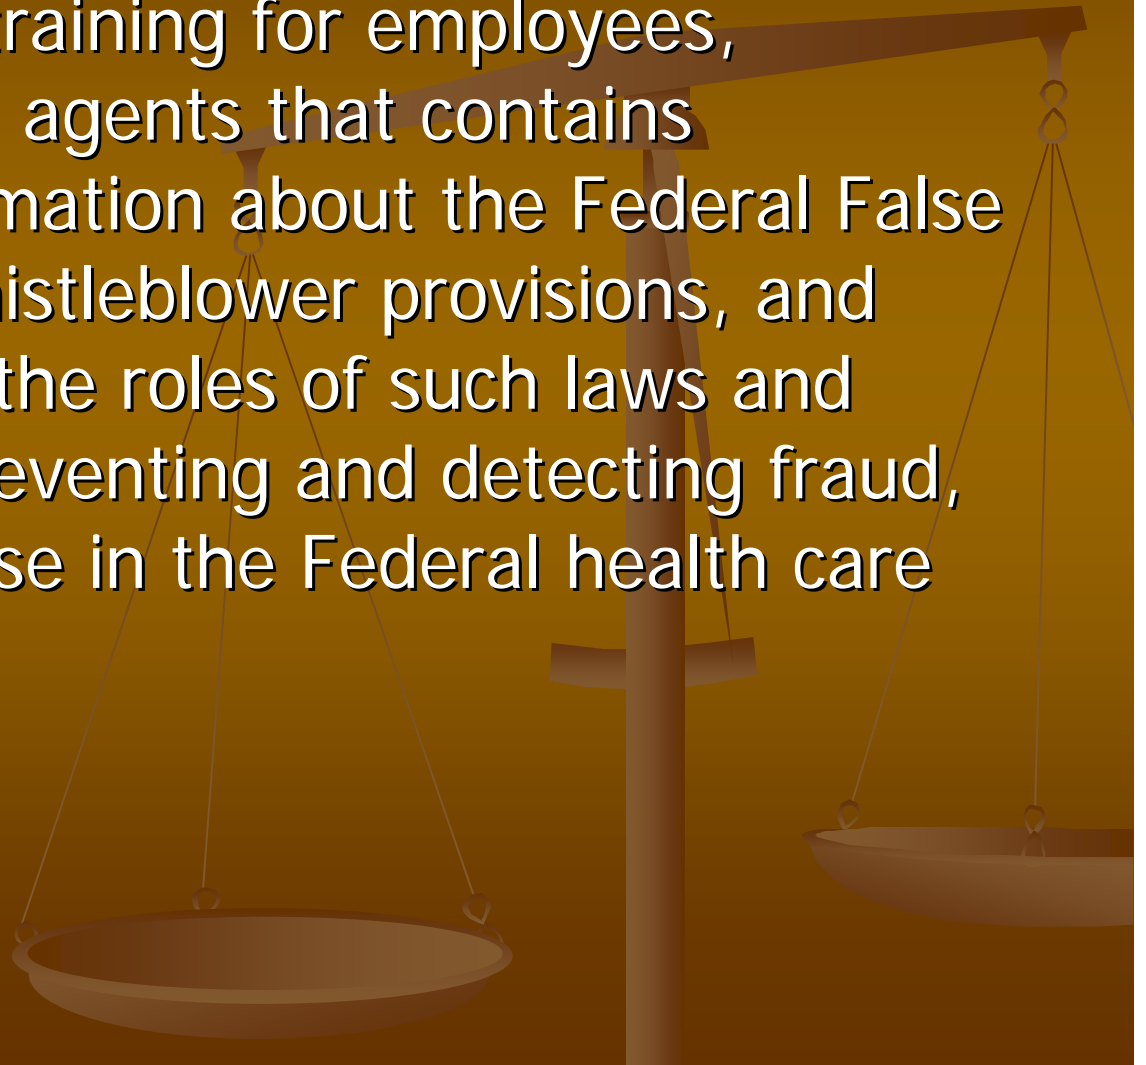 training for employees,
agents that contains
mation about the Federal False
istleblower provisions, and
the roles of such laws and
eventing and detecting fraud,
se in the Federal health care